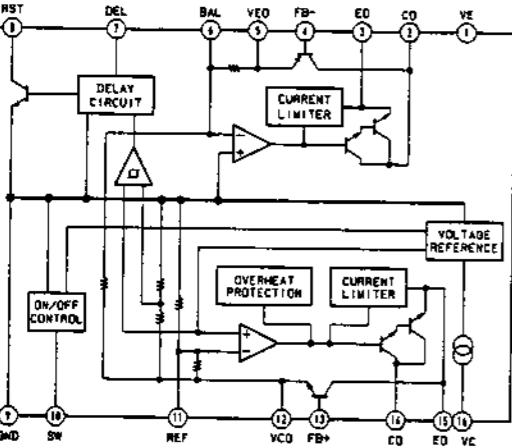 RST DEL BAL VEO FB- EO CO VE
8 7 6 5 4 3 2 1
DELAY
CIRCUIT
CURRENT
LIMITER
-
+
VOLTAGE
REFERENCE
OVERHEAT
PROTECTION
CURRENT
LIMITER
ON/OFF
CONTROL
+
-
9 10 11 12 13 14 15 16
GND SW REF VCO FB+ CO EO VC